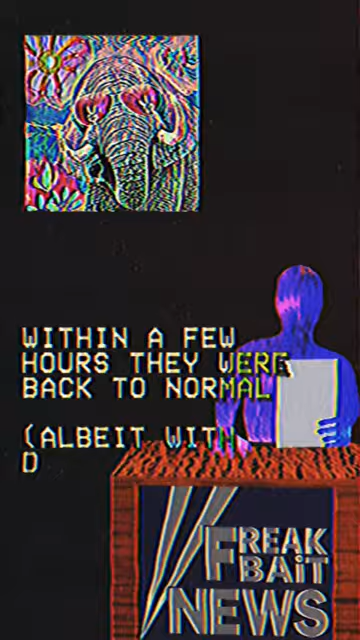 WITHIN A FEW
HOURS THEY WERE
BACK TO NORMAL
(ALBEIT WITH
D
FREAK
BAiT
NEWS